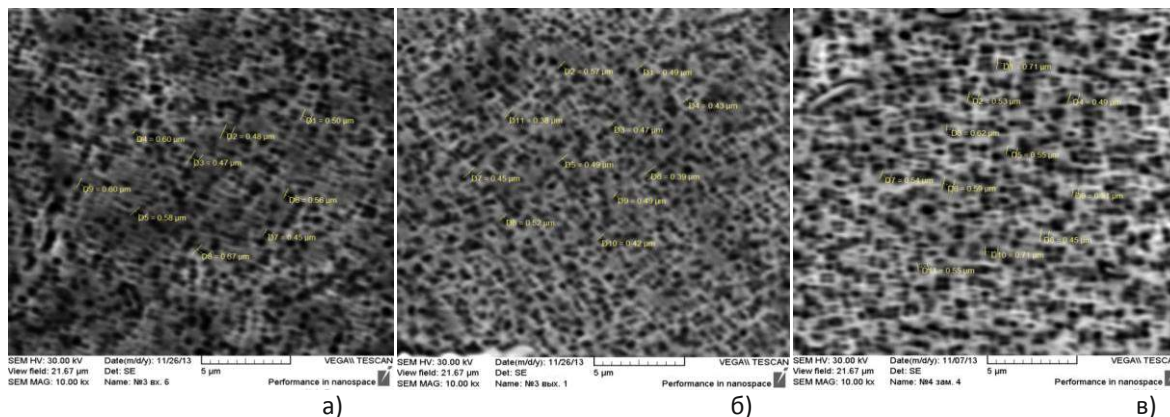 D1 = 0.50 µm
D2 = 0.48 µm
D4 = 0.60 µm
D3 = 0.47 µm
D9 = 0.60 µm
D6 = 0.56 µm
D5 = 0.58 µm
D7 = 0.45 µm
D8 = 0.67 µm
SEM HV: 30.00 kV Date(m/d/y): 11/26/13 VEGA\\ TESCAN
View field: 21.67 µm Det: SE 5 µm
SEM MAG: 10.00 kx Name: №3 вх. 6 Performance in nanospace
а)
D2 = 0.57 µm
D1 = 0.49 µm
D4 = 0.43 µm
D11 = 0.38 µm
D3 = 0.47 µm
D5 = 0.49 µm
D7 = 0.45 µm
D6 = 0.39 µm
D9 = 0.49 µm
D8 = 0.52 µm
D10 = 0.42 µm
SEM HV: 30.00 kV Date(m/d/y): 11/26/13 VEGA\\ TESCAN
View field: 21.67 µm Det: SE 5 µm
SEM MAG: 10.00 kx Name: №3 вых. 1 Performance in nanospace
б)
D1 = 0.71 µm
D2 = 0.53 µm
D4 = 0.49 µm
D3 = 0.62 µm
D5 = 0.55 µm
D7 = 0.54 µm
= 0.59 µm
D9 = 0.45 µm
D10 = 0.71 µm
D11 = 0.55 µm
SEM HV: 30.00 kV Date(m/d/y): 11/07/13 VEGA\\ TESCAN
View field: 21.67 µm Det: SE 5 µm
SEM MAG: 10.00 kx Name: №4 зам. 4 Performance in nanospace
в)